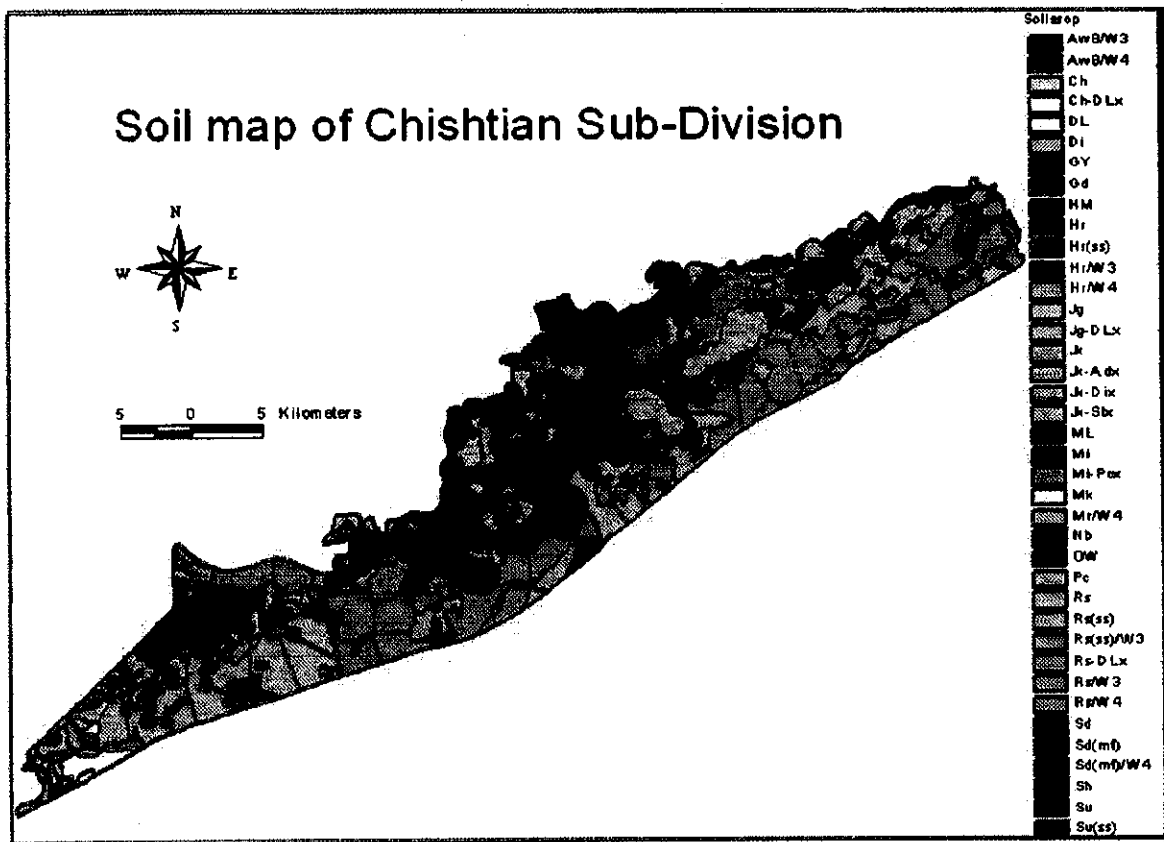 Soil map of Chishtian Sub-Division
N
W E
S
5 0 5 Kilometers
AwB/W3
AwB/W4
Ch
Ch-DLx
DL
Di
GY
Gd
HM
Hr
Hr(ss)
Hr/W3
Hr/W4
Jg
Jg-DLx
Jk
Jk-Adx
Jk-Dix
Jk-Sbx
ML
Mi
Mi-Pax
Mk
Mr/W4
Nb
OW
Pc
Rs
Rs(ss)
Rs(ss)/W3
Rs-DLx
Rs/W3
Rs/W4
Sd
Sd(mf)
Sd(mf)/W4
Sh
Su
Su(ss)